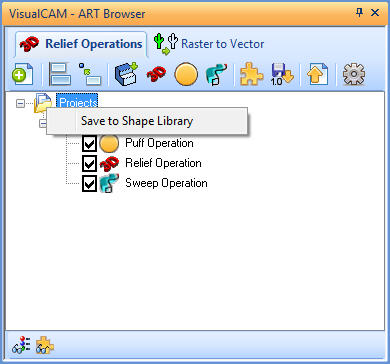 VisualCAM - ART Browser
Relief Operations
Raster to Vector
1.0
Projects
Save to Shape Library
Puff Operation
Relief Operation
Sweep Operation